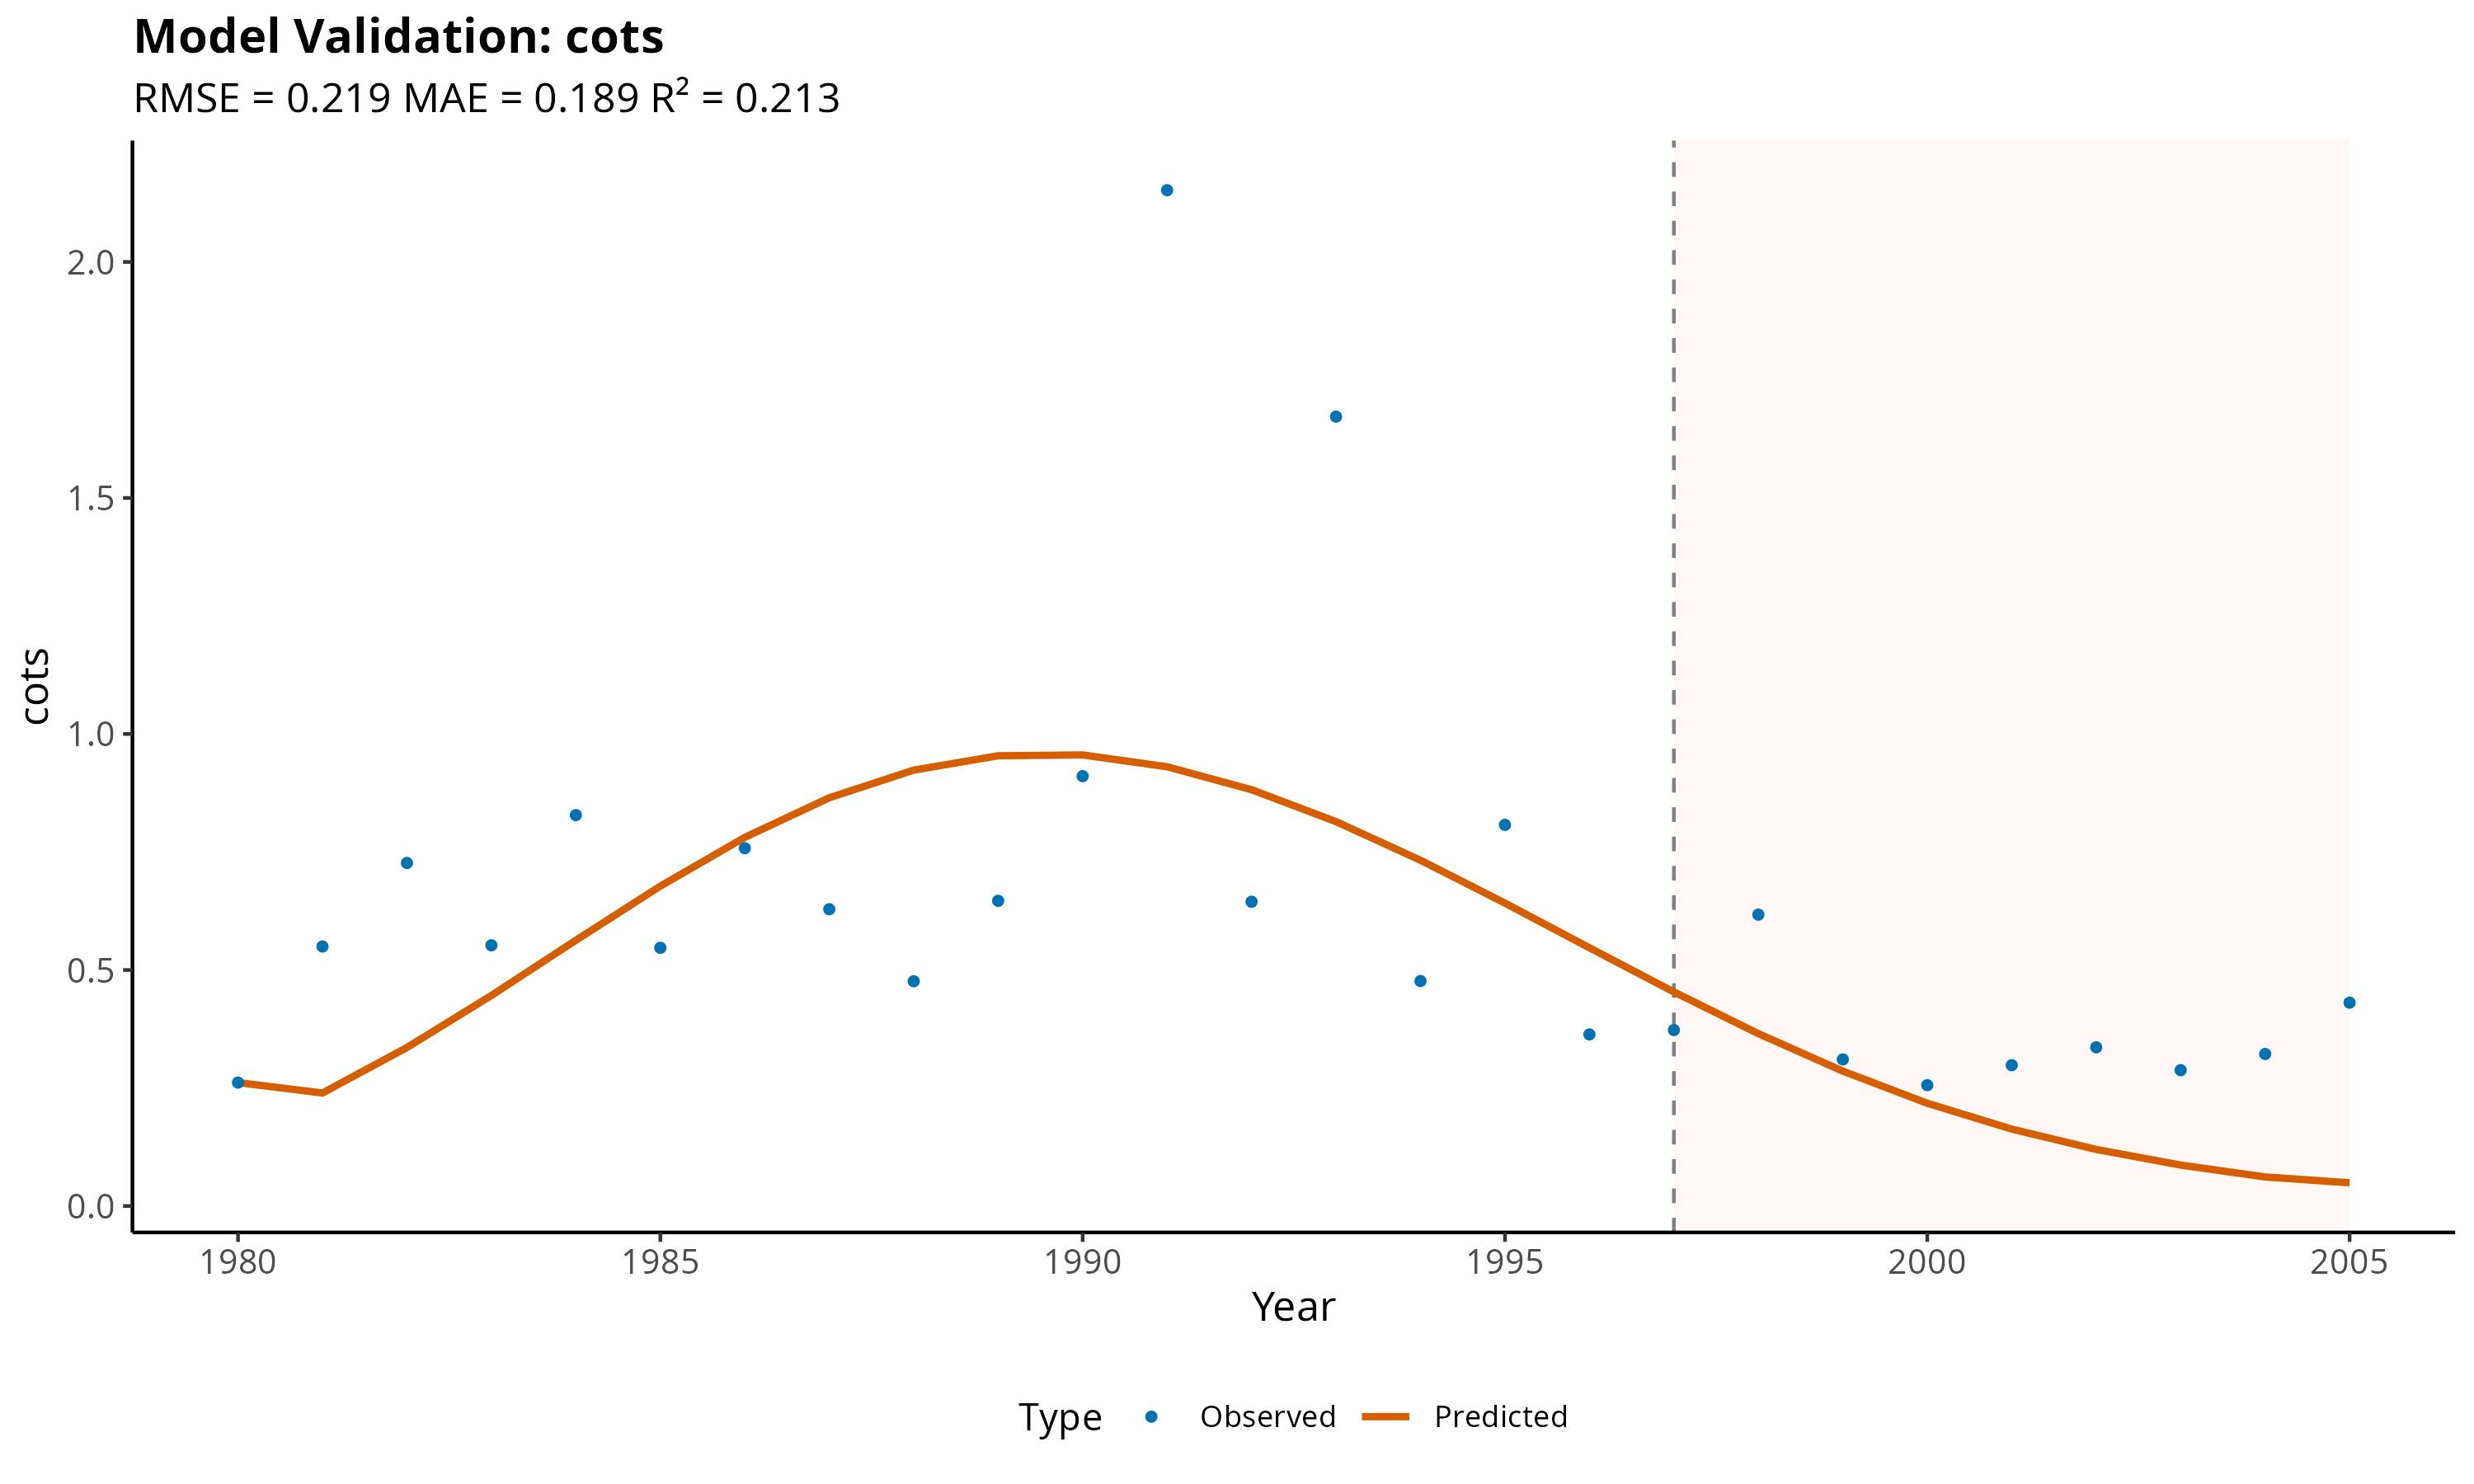 Model Validation: cots
RMSE = 0.219 MAE = 0.189 R² = 0.213
cots
2.0
1.5
1.0
0.5
0.0
1980 1985 1990 1995 2000 2005
Year
Type Observed Predicted